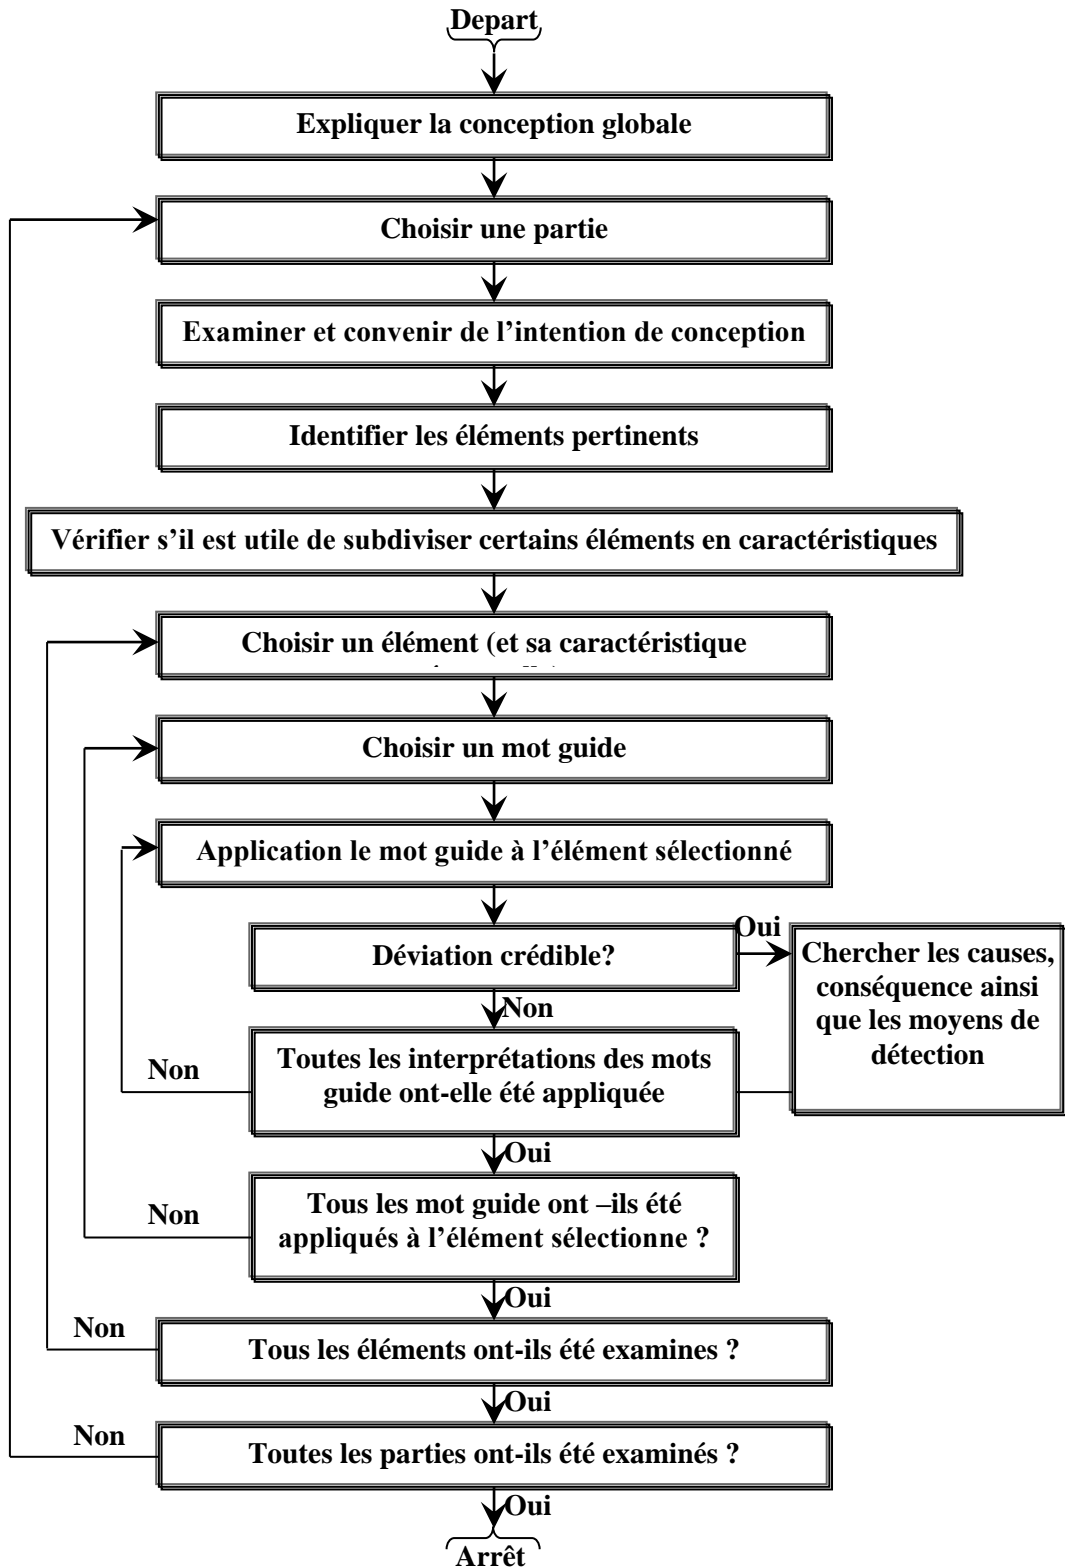 Depart
Expliquer la conception globale
Choisir une partie
Examiner et convenir de l’intention de conception
Identifier les éléments pertinents
Vérifier s’il est utile de subdiviser certains éléments en caractéristiques
Choisir un élément (et sa caractéristique
Choisir un mot guide
Application le mot guide à l’élément sélectionné
Déviation crédible?
Oui
Chercher les causes,
conséquence ainsi
que les moyens de
détection
Non
Toutes les interprétations des mots
guide ont-elle été appliquée
Non
Oui
Tous les mot guide ont –ils été
appliqués à l’élément sélectionne ?
Non
Oui
Tous les éléments ont-ils été examines ?
Non
Oui
Toutes les parties ont-ils été examinés ?
Non
Oui
Arrêt